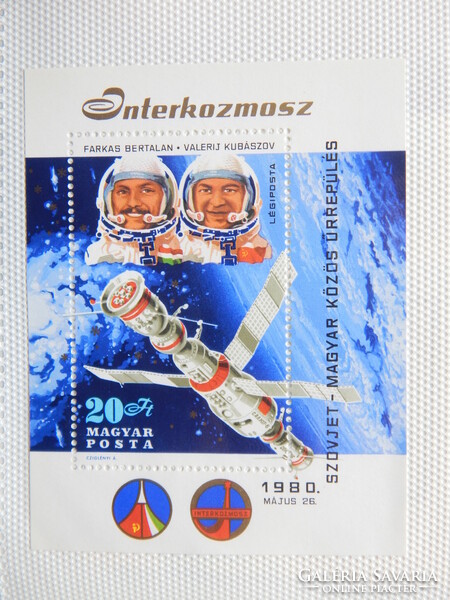 Interkozmosz
FARKAS BERTALAN • VALERIJ KUBÁSZOV
LÉGIPOSTA
SZOVJET-MAGYAR KÖZÖS ŰRREPÜLÉS
20 Ft
MAGYAR
POSTA
CZIGLÉNYI Á.
1980.
MÁJUS 26.
INTERKOZMOSZ
GALÉRIA SAVARIA
ONLINE PIACTÉR